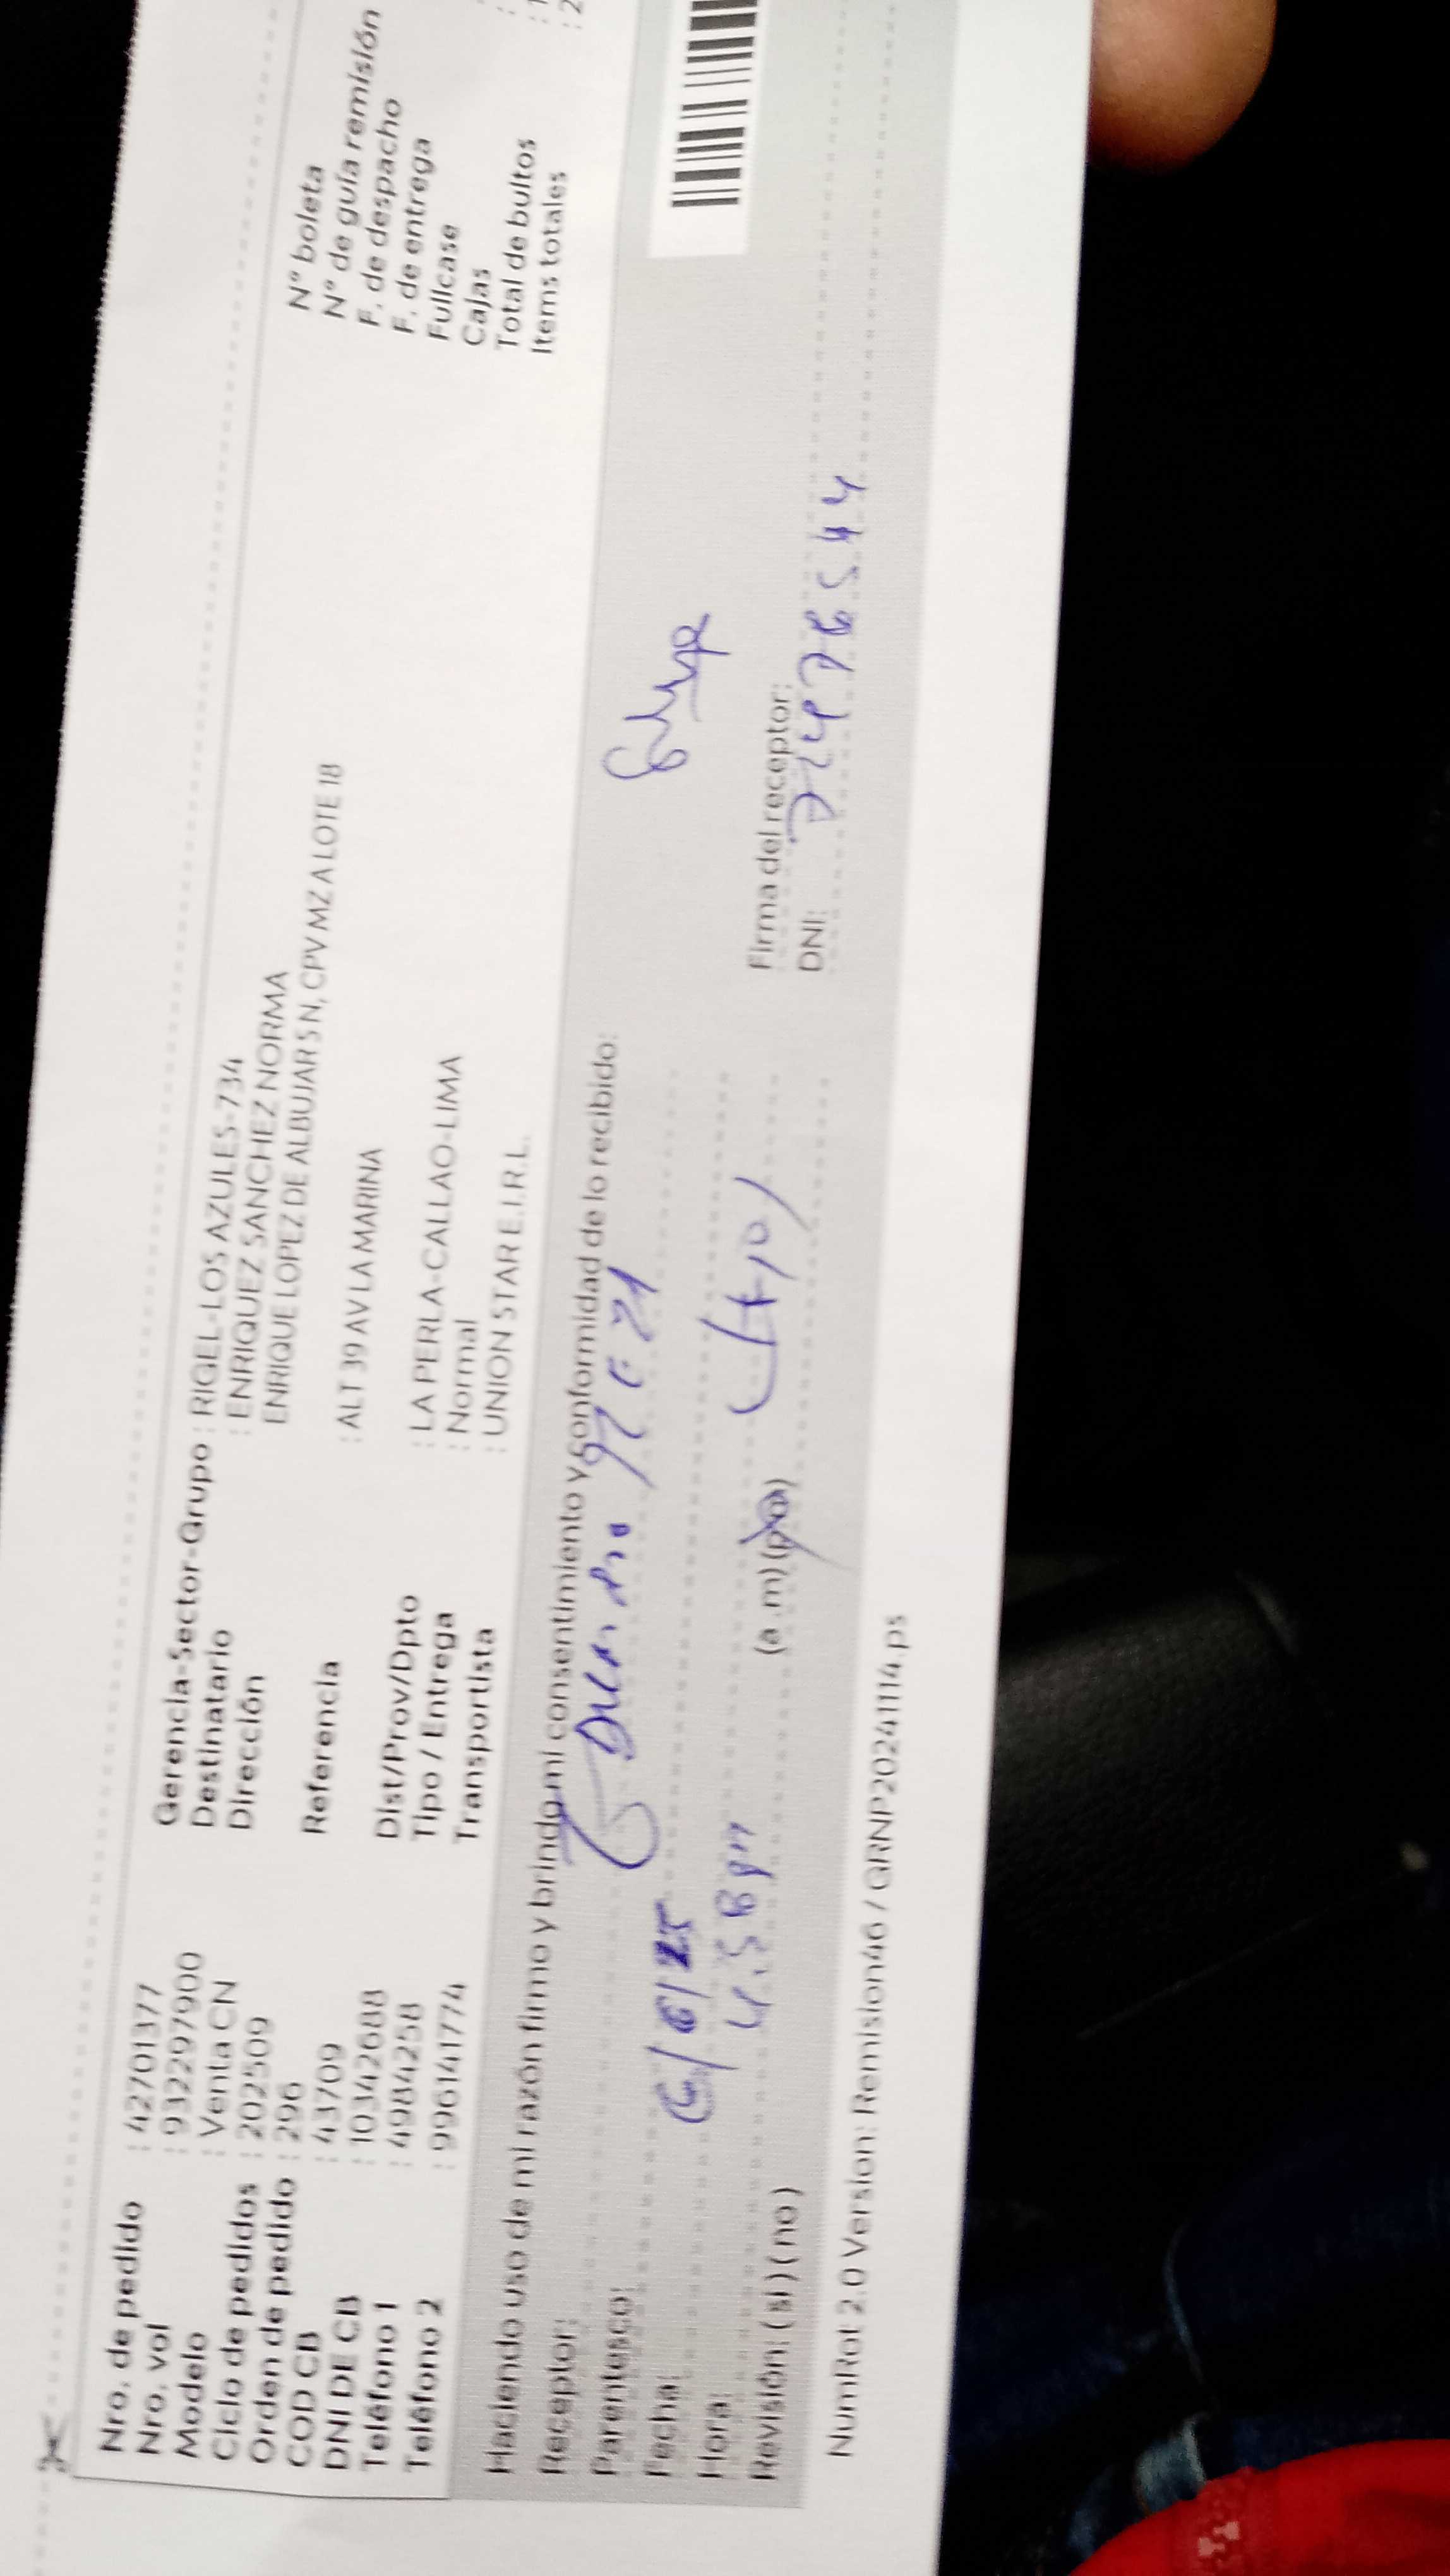 Nro. de pedido : 42701377
Nro. vol : 932297900
Modelo : Venta CN
Ciclo de pedidos : 202509
Orden de pedido : 296
COD CB : 43709
DNI DE CB : 10342688
Teléfono 1 : 4984258
Teléfono 2 : 996141774
Gerencia-Sector-Grupo : RIGEL-LOS AZULES-734
Destinatario : ENRIQUEZ SANCHEZ NORMA
Dirección ENRIQUE LOPEZ DE ALBUJAR S N, CPV MZ A LOTE 18
Referencia : ALT 39 AV LA MARINA
Dist/Prov/Dpto : LA PERLA-CALLAO-LIMA
Tipo / Entrega : Normal
Transportista : UNION STAR E.I.R.L.
N° boleta
N° de guía remisión
F. de despacho
F. de entrega
Fullcase
Cajas
Total de bultos
Items totales
Haciendo uso de mi razón firmo y brindo mi consentimiento y conformidad de lo recibido:
Receptor:
Parentesco:
Fecha: 6/6/25
Hora: 4:58 pm (a .m) (p.m)
Revisión: ( si ) ( no )
Firma del receptor:
DNI:
NumRot 2.0 Version: Remision46 / GRNP20241114.ps